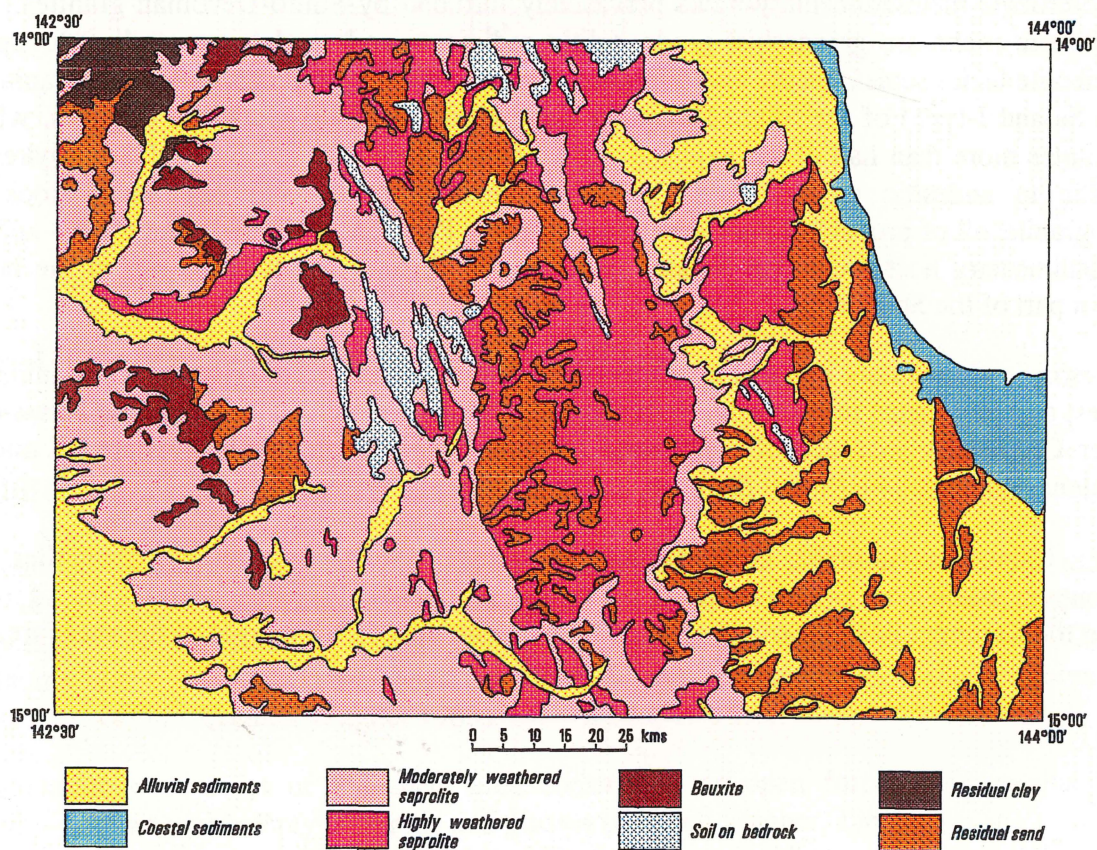 142°30′
144°00′
14°00′
14°00′
15°00′
15°00′
142°30′
144°00′
0 5 10 15 20 25 kms
Alluvial sediments
Moderately weathered
saprolite
Bauxite
Residual clay
Coastal sediments
Highly weathered
saprolite
Soil on bedrock
Residual sand